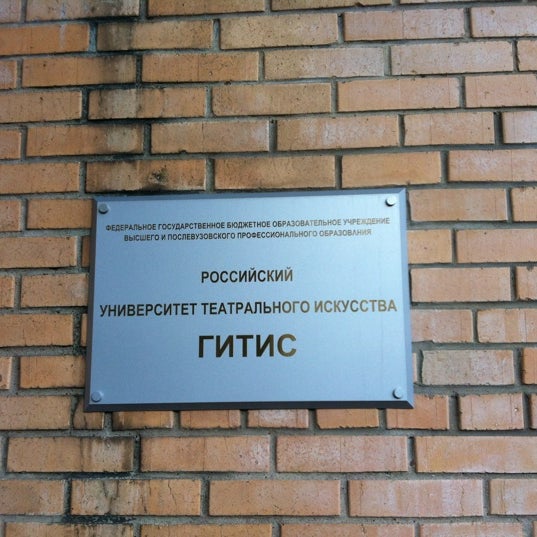 ФЕДЕРАЛЬНОЕ ГОСУДАРСТВЕННОЕ БЮДЖЕТНОЕ ОБРАЗОВАТЕЛЬНОЕ УЧРЕЖДЕНИЕ
ВЫСШЕГО И ПОСЛЕВУЗОВСКОГО ПРОФЕССИОНАЛЬНОГО ОБРАЗОВАНИЯ
РОССИЙСКИЙ
УНИВЕРСИТЕТ ТЕАТРАЛЬНОГО ИСКУССТВА
ГИТИС